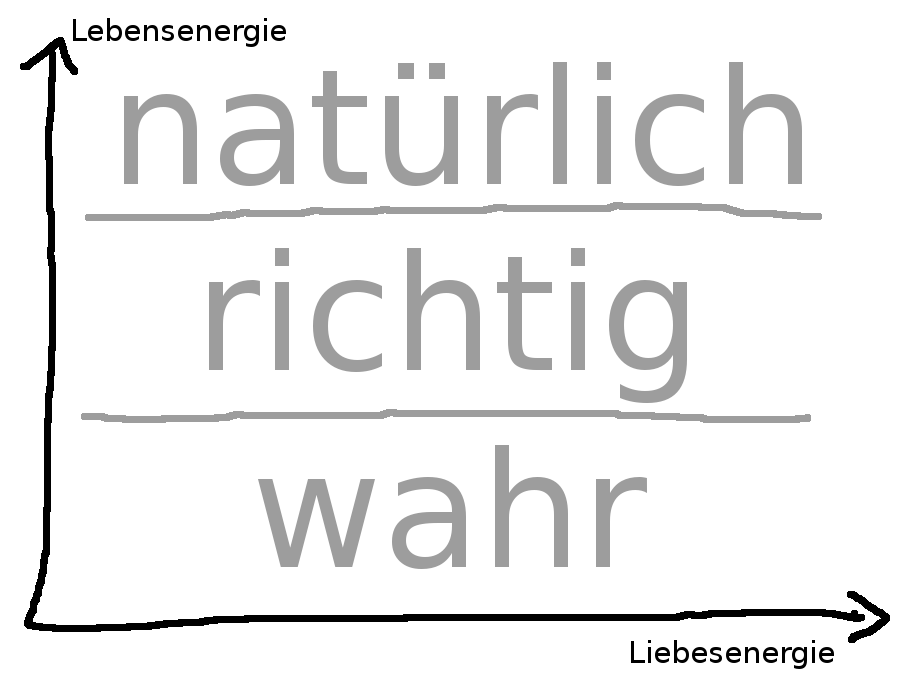 Lebensenergie
natürlich
richtig
wahr
Liebesenergie